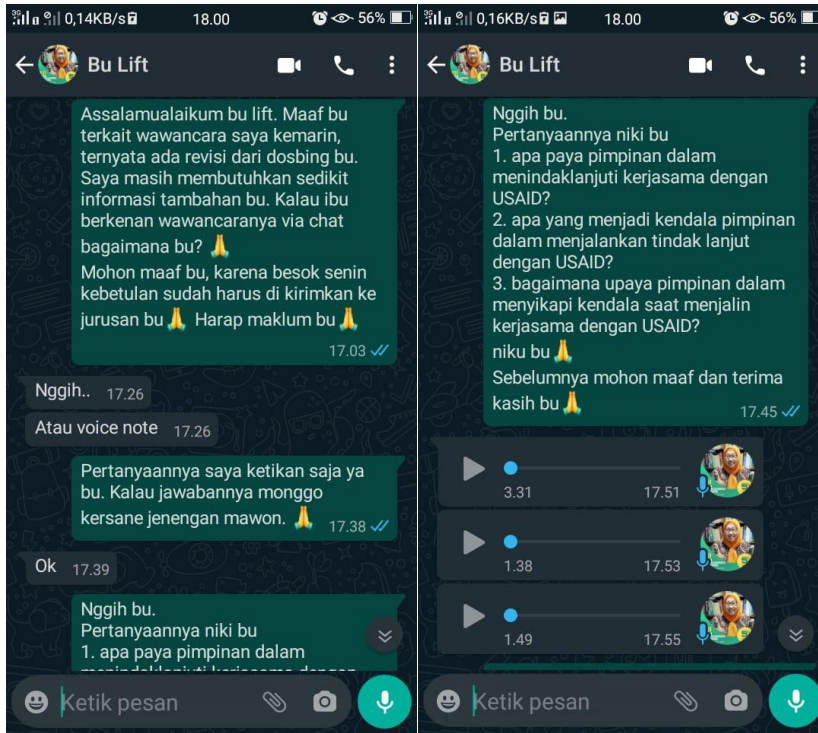 0,14KB/s
18.00
56%
Bu Lift
Assalamualaikum bu lift. Maaf bu
terkait wawancara saya kemarin,
ternyata ada revisi dari dosbing bu.
Saya masih membutuhkan sedikit
informasi tambahan bu. Kalau ibu
berkenan wawancaranya via chat
bagaimana bu? 🙏
Mohon maaf bu, karena besok senin
kebetulan sudah harus di kirimkan ke
jurusan bu🙏 Harap maklum bu🙏
17.03
Nggih.. 17.26
Atau voice note 17.26
Pertanyaannya saya ketikan saja ya
bu. Kalau jawabannya monggo
kersane jenengan mawon. 🙏 17.38
Ok 17.39
Nggih bu.
Pertanyaannya niki bu
1. apa paya pimpinan dalam
menindaklanjuti kerjasama dengan
Ketik pesan
0,16KB/s
18.00
56%
Bu Lift
Nggih bu.
Pertanyaannya niki bu
1. apa paya pimpinan dalam
menindaklanjuti kerjasama dengan
USAID?
2. apa yang menjadi kendala pimpinan
dalam menjalankan tindak lanjut
dengan USAID?
3. bagaimana upaya pimpinan dalam
menyikapi kendala saat menjalin
kerjasama dengan USAID?
niku bu🙏
Sebelumnya mohon maaf dan terima
kasih bu🙏 17.45
3.31 17.51
1.38 17.53
1.49 17.55
Ketik pesan